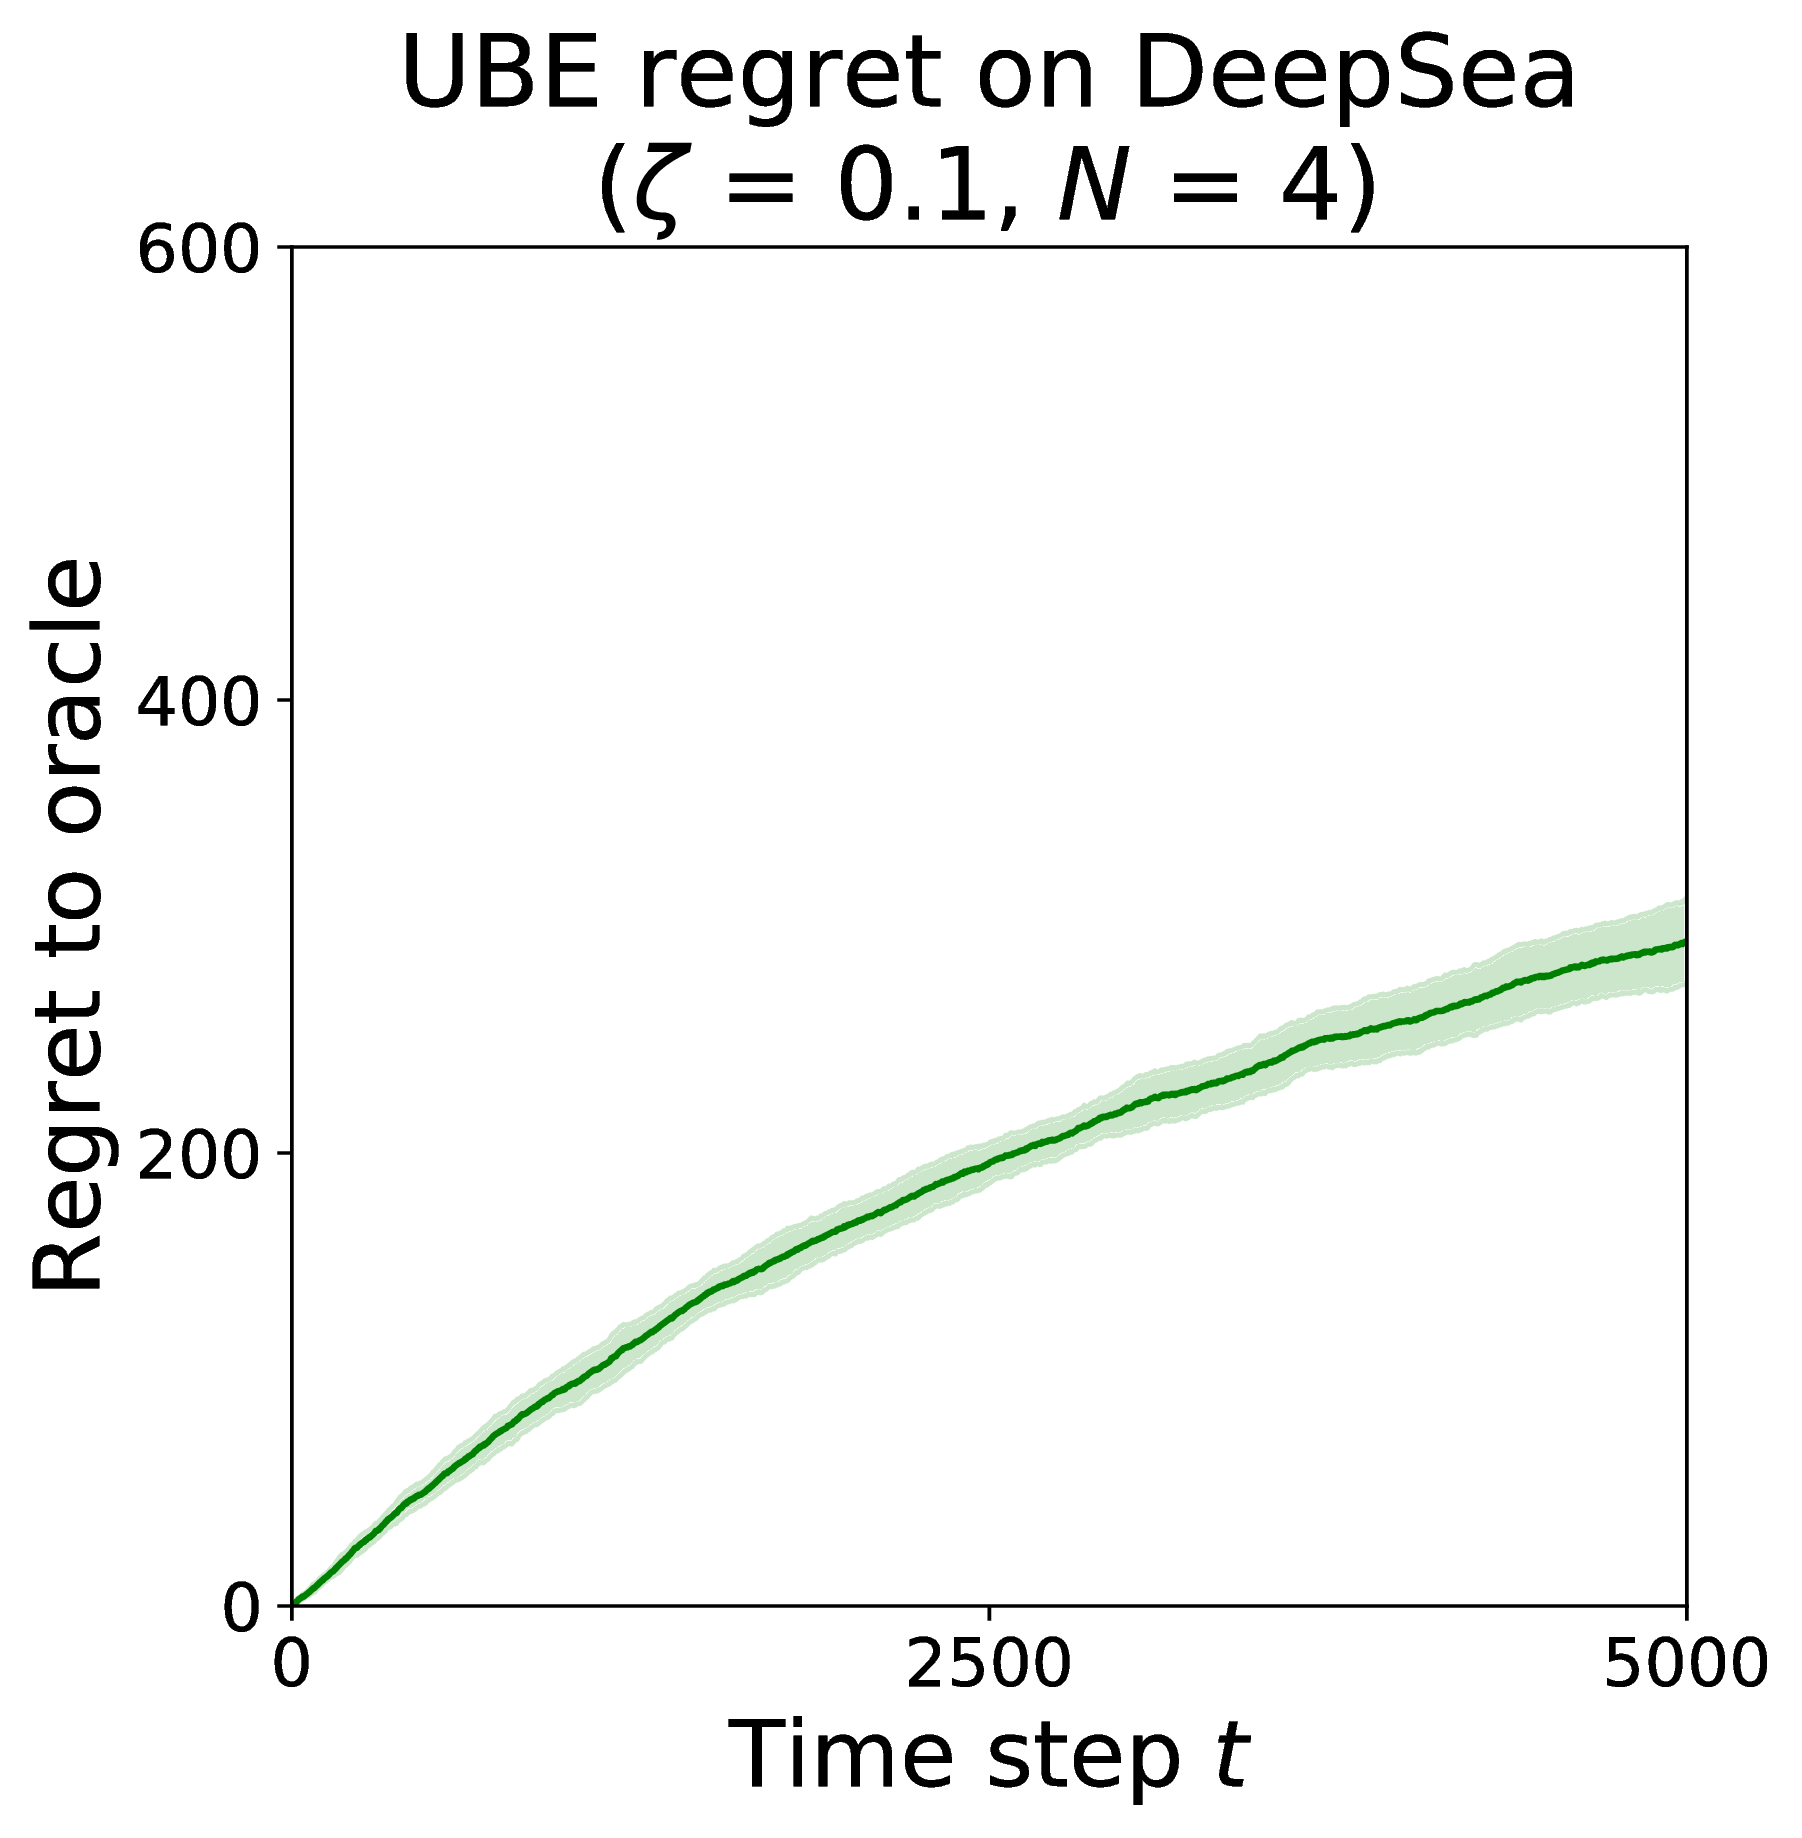 UBE regret on DeepSea
(ζ = 0.1, N = 4)
600
400
200
0
Regret to oracle
0
2500
5000
Time step t